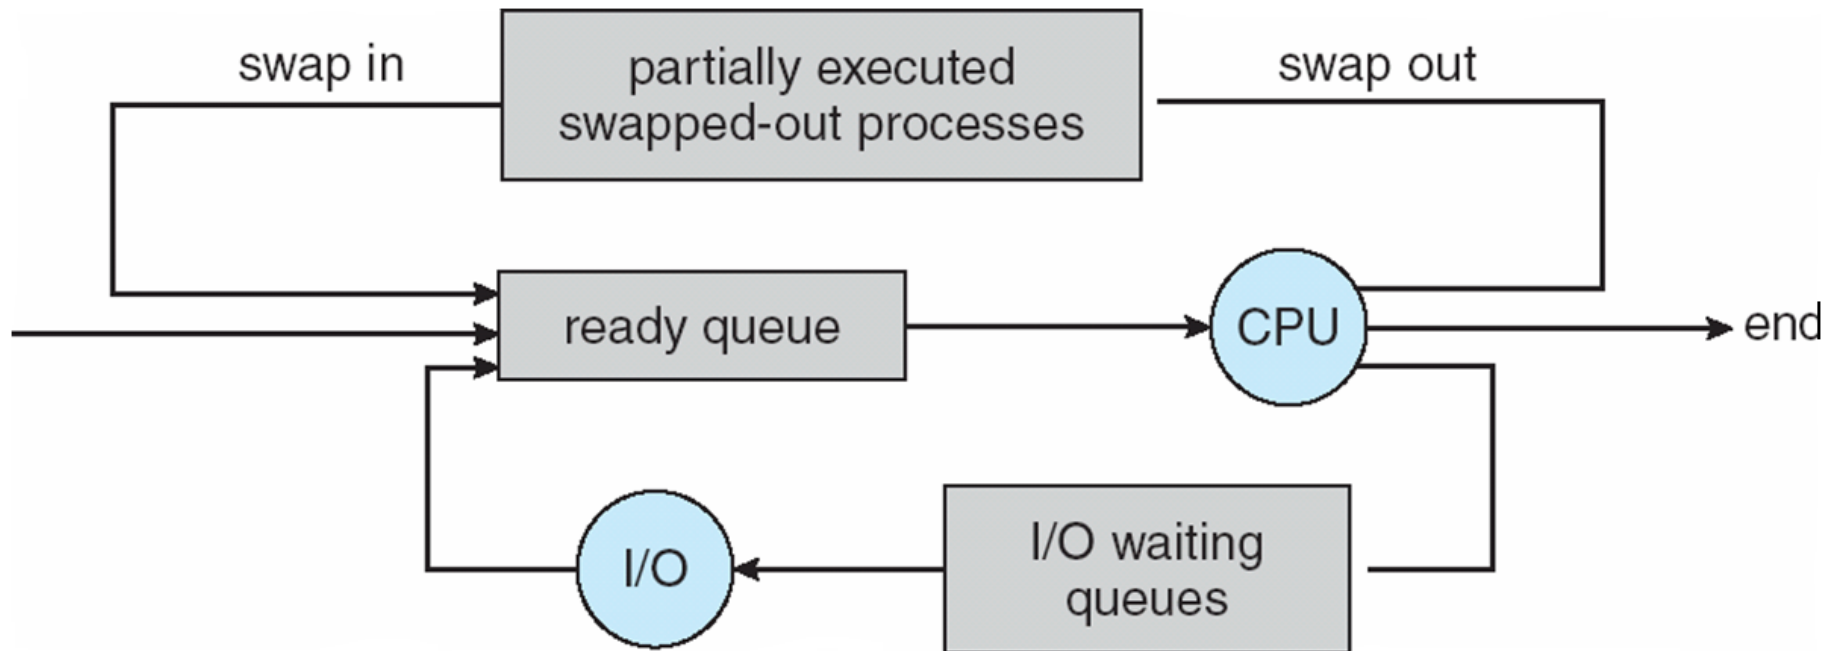 swap in
partially executed
swapped-out processes
swap out
ready queue
CPU
end
I/O
I/O waiting
queues